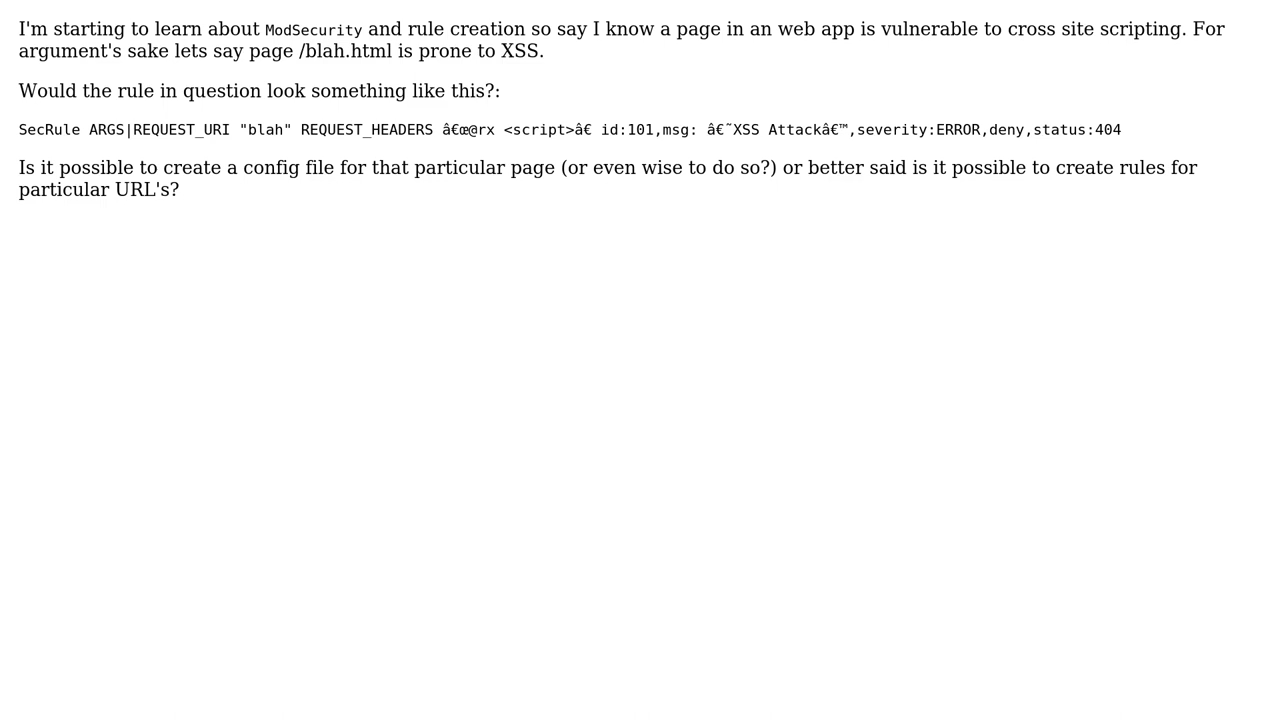 I'm starting to learn about ModSecurity and rule creation so say I know a page in an web app is vulnerable to cross site scripting. For
argument's sake lets say page /blah.html is prone to XSS.
Would the rule in question look something like this?:
SecRule ARGS|REQUEST_URI "blah" REQUEST_HEADERS â€œ@rx <script>â€ id:101,msg: â€˜XSS Attackâ€™,severity:ERROR,deny,status:404
Is it possible to create a config file for that particular page (or even wise to do so?) or better said is it possible to create rules for
particular URL's?